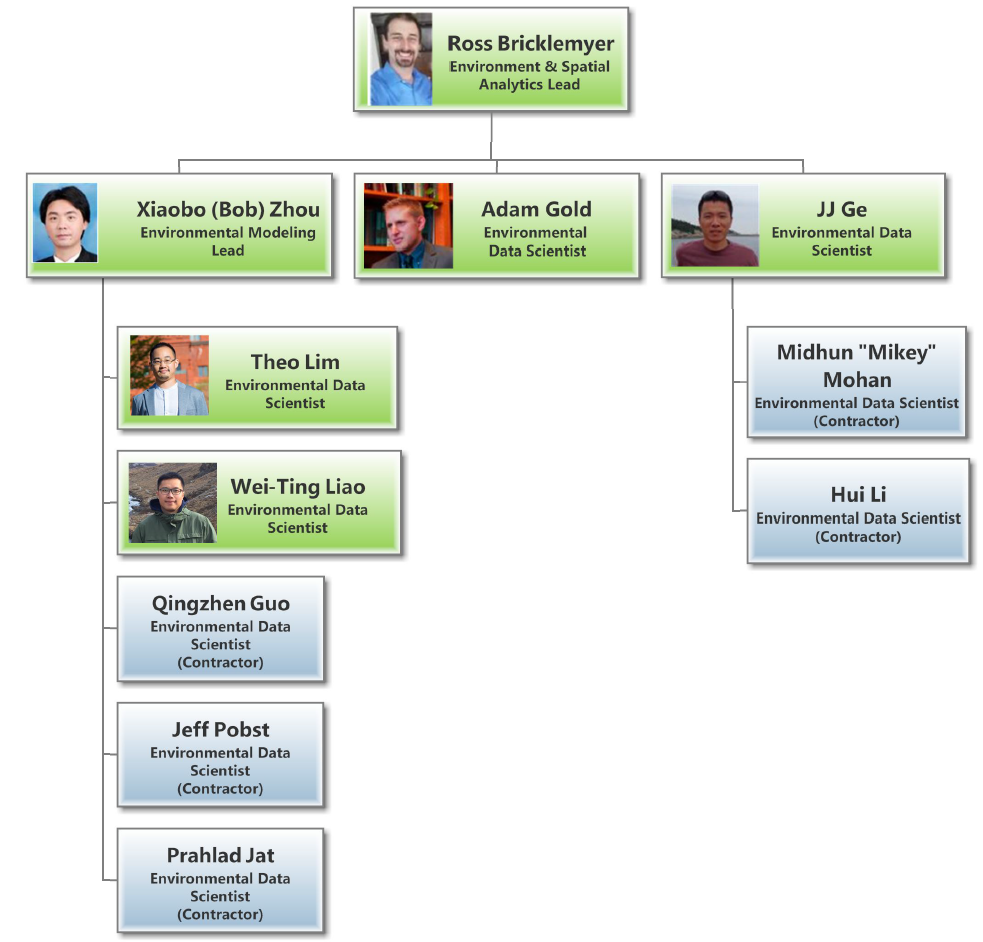 Ross Bricklemyer
Environment & Spatial
Analytics Lead
Xiaobo (Bob) Zhou
Environmental Modeling
Lead
Adam Gold
Environmental
Data Scientist
JJ Ge
Environmental Data
Scientist
Theo Lim
Environmental Data
Scientist
Wei-Ting Liao
Environmental Data
Scientist
Qingzhen Guo
Environmental Data
Scientist
(Contractor)
Jeff Pobst
Environmental Data
Scientist
(Contractor)
Prahlad Jat
Environmental Data
Scientist
(Contractor)
Midhun "Mikey"
Mohan
Environmental Data Scientist
(Contractor)
Hui Li
Environmental Data Scientist
(Contractor)